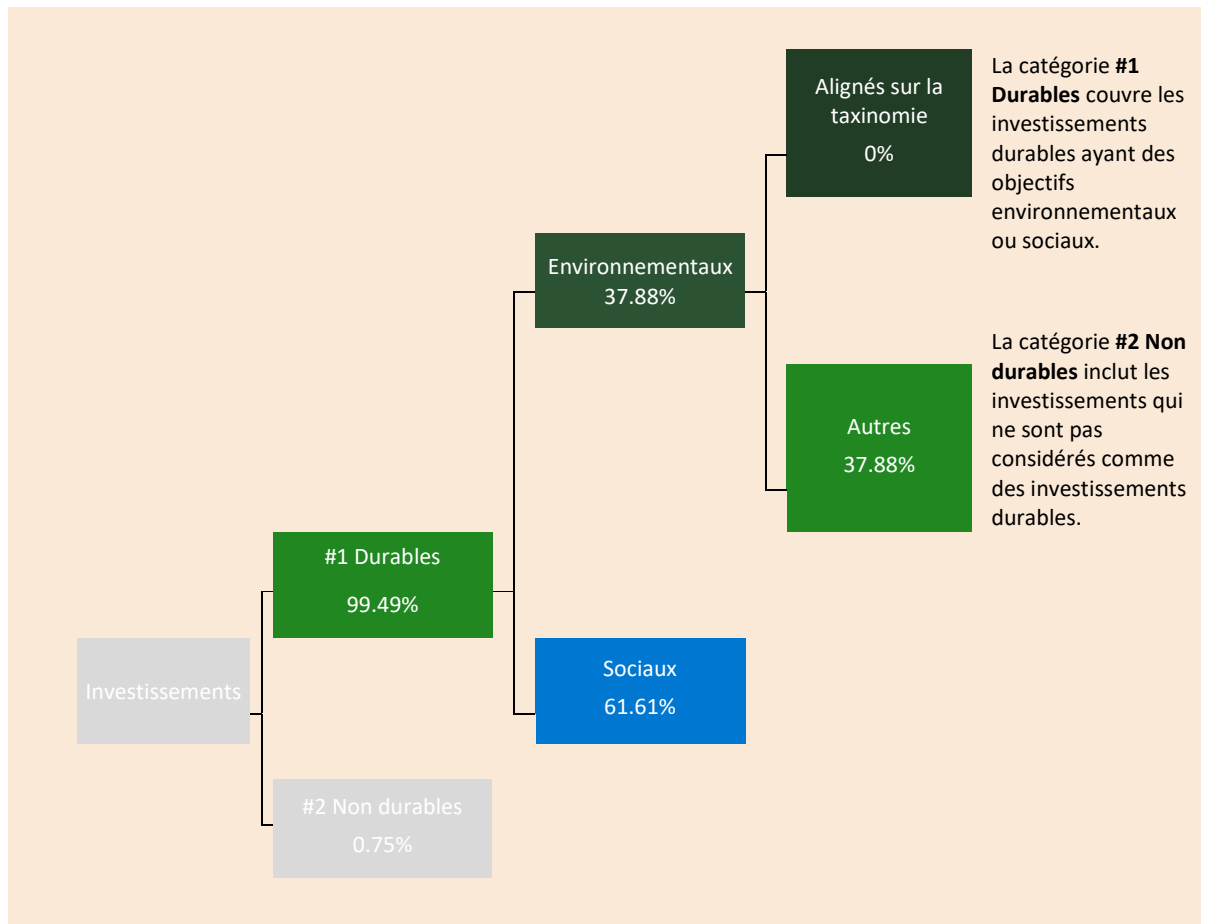 Alignés sur la
taxinomie
0%
La catégorie #1
Durables couvre les
investissements
durables ayant des
objectifs
environnementaux
ou sociaux.
Environnementaux
37.88%
La catégorie #2 Non
durables inclut les
investissements qui
ne sont pas
considérés comme
des investissements
durables.
Autres
37.88%
#1 Durables
99.49%
Sociaux
61.61%
Investissements
#2 Non durables
0.75%